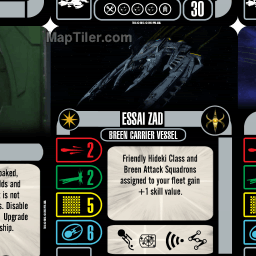 30
MapTiler.com
ESSAI ZAD
BREEN CARRIER VESSEL
2
2
5
6
Friendly Hideki Class and
Breen Attack Squadrons
assigned to your fleet gain
+1 skill value.
oaked,
lds and
t is not
s. Disable
Upgrade
ship.